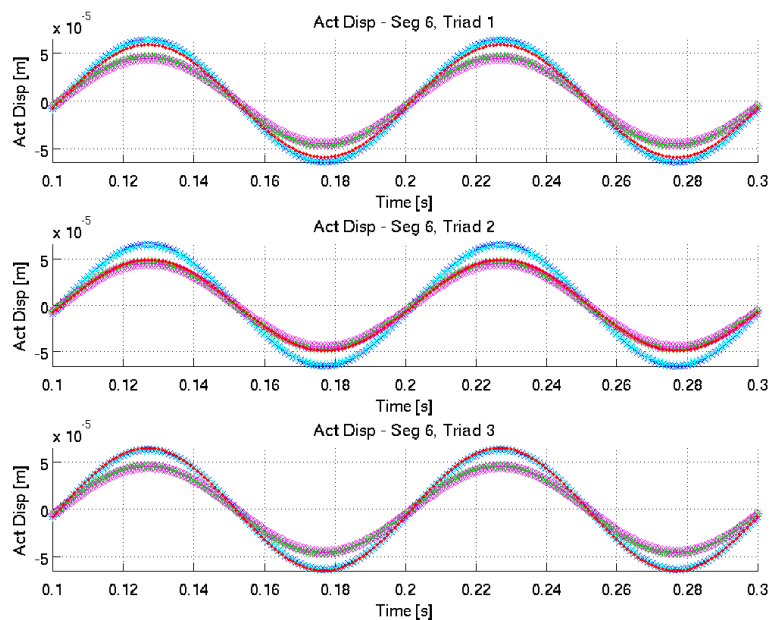 x 10⁻⁵
Act Disp - Seg 6, Triad 1
Act Disp [m]
5
0
-5
0.1 0.12 0.14 0.16 0.18 0.2 0.22 0.24 0.26 0.28 0.3
Time [s]
x 10⁻⁵
Act Disp - Seg 6, Triad 2
Act Disp [m]
5
0
-5
0.1 0.12 0.14 0.16 0.18 0.2 0.22 0.24 0.26 0.28 0.3
Time [s]
x 10⁻⁵
Act Disp - Seg 6, Triad 3
Act Disp [m]
5
0
-5
0.1 0.12 0.14 0.16 0.18 0.2 0.22 0.24 0.26 0.28 0.3
Time [s]